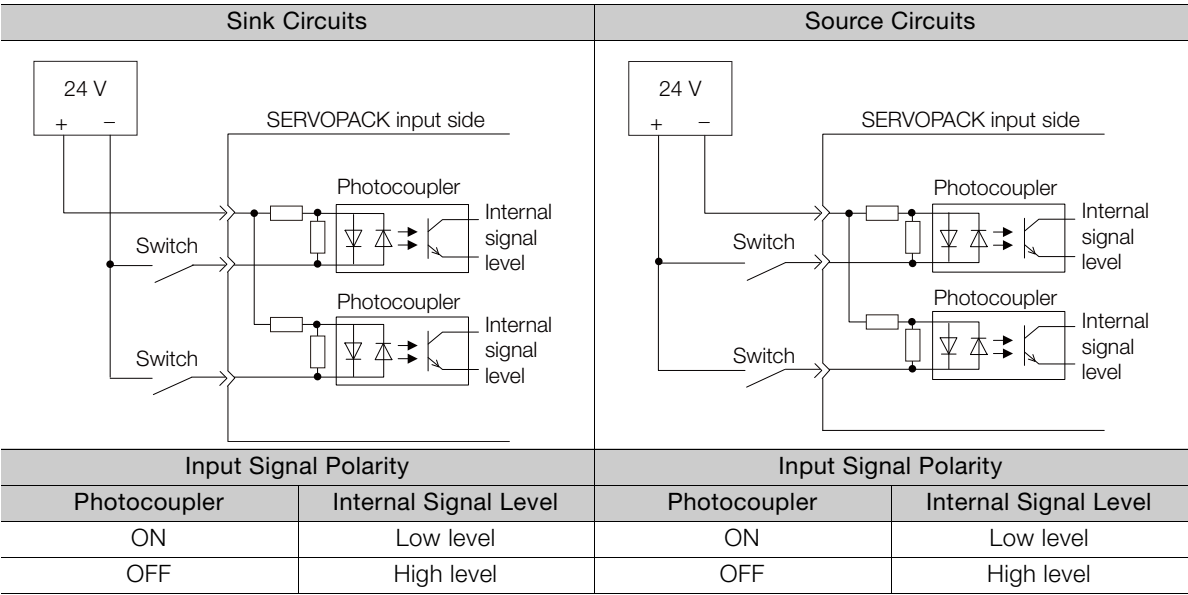 Sink Circuits
24 V
+ −
SERVOPACK input side
Photocoupler
Internal
signal
level
Switch
Photocoupler
Internal
signal
level
Switch
Source Circuits
24 V
+ −
SERVOPACK input side
Photocoupler
Internal
signal
level
Switch
Photocoupler
Internal
signal
level
Switch
Input Signal Polarity Input Signal Polarity
Photocoupler Internal Signal Level Photocoupler Internal Signal Level
ON Low level ON Low level
OFF High level OFF High level